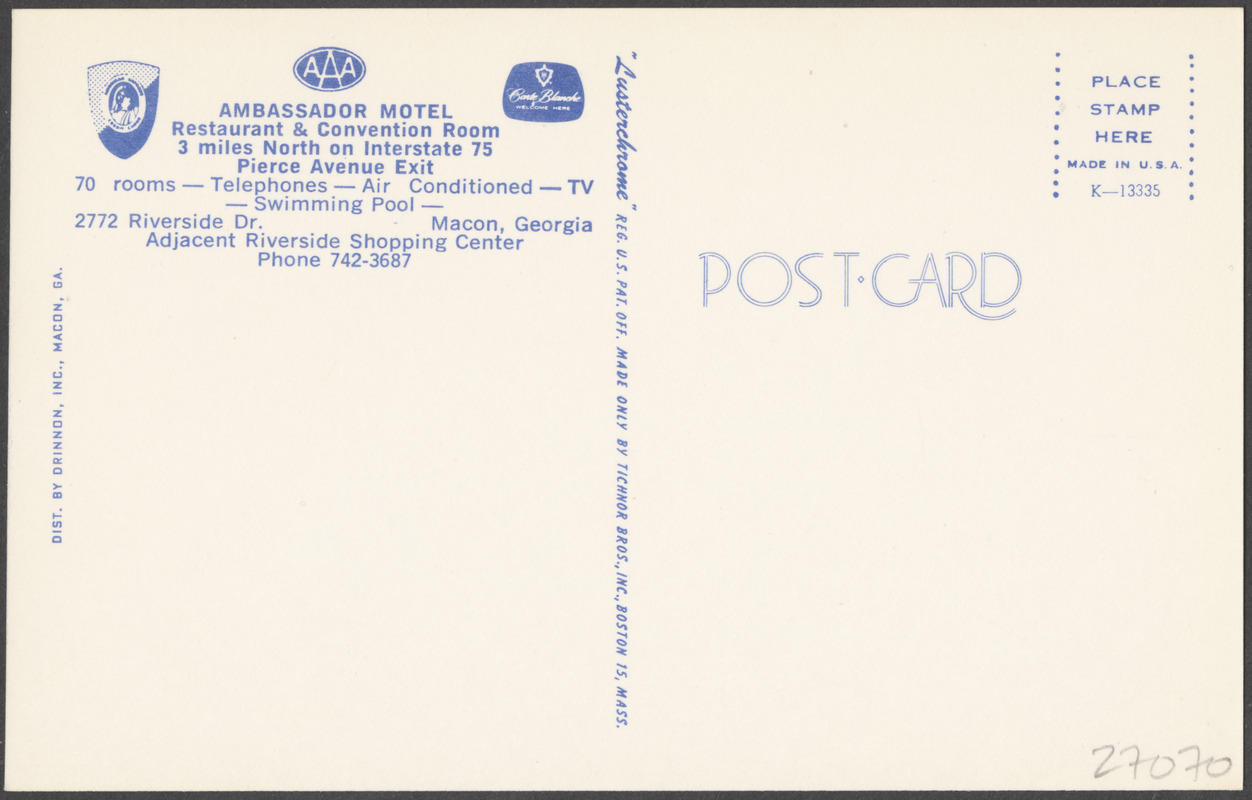 AAA
Carte Blanche
WELCOME HERE
AMBASSADOR MOTEL
Restaurant & Convention Room
3 miles North on Interstate 75
Pierce Avenue Exit
70 rooms — Telephones — Air Conditioned — TV
— Swimming Pool —
2772 Riverside Dr. Macon, Georgia
Adjacent Riverside Shopping Center
Phone 742-3687
DIST. BY DRINNON, INC., MACON, GA.
"Lusterchrome" REG. U.S. PAT. OFF. MADE ONLY BY TICHNOR BROS., INC., BOSTON 15, MASS.
PLACE
STAMP
HERE
MADE IN U.S.A.
K—13335
POST·CARD
27070